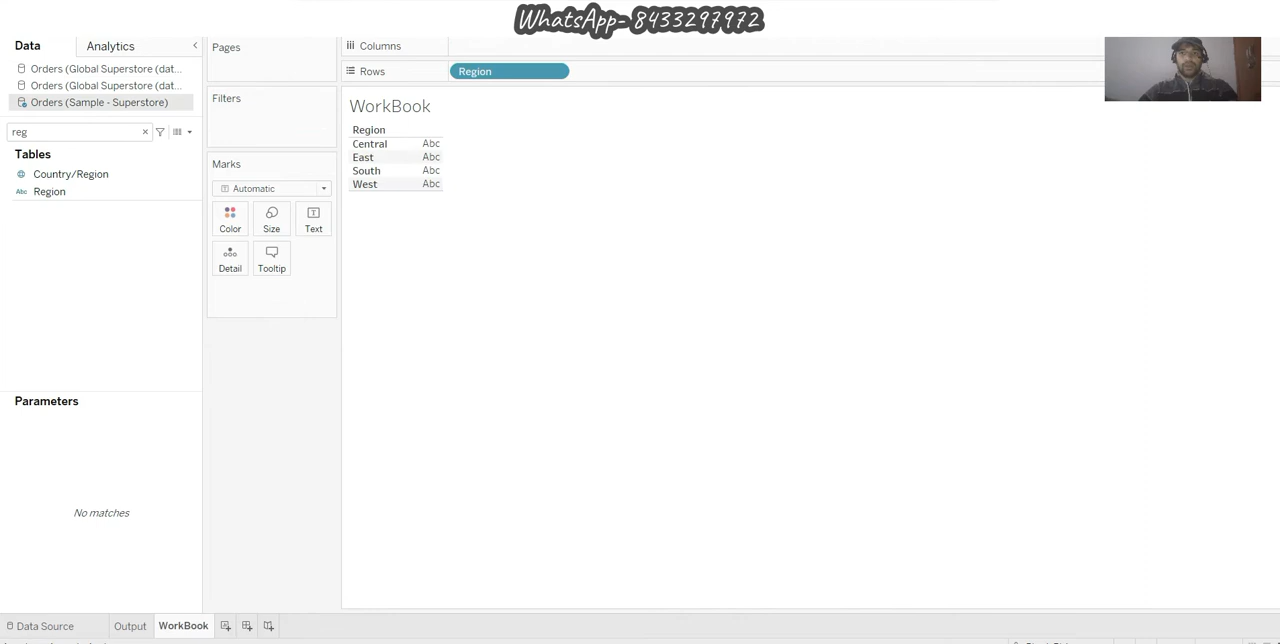 WhatsApp- 8433297972
Data
Analytics
Pages
Columns
Rows
Region
Orders (Global Superstore (dat...
Orders (Global Superstore (dat...
Orders (Sample - Superstore)
reg
Tables
Country/Region
Abc Region
Parameters
No matches
Filters
Marks
Automatic
Color
Size
Text
Detail
Tooltip
WorkBook
Region
Central Abc
East Abc
South Abc
West Abc
Data Source
Output
WorkBook